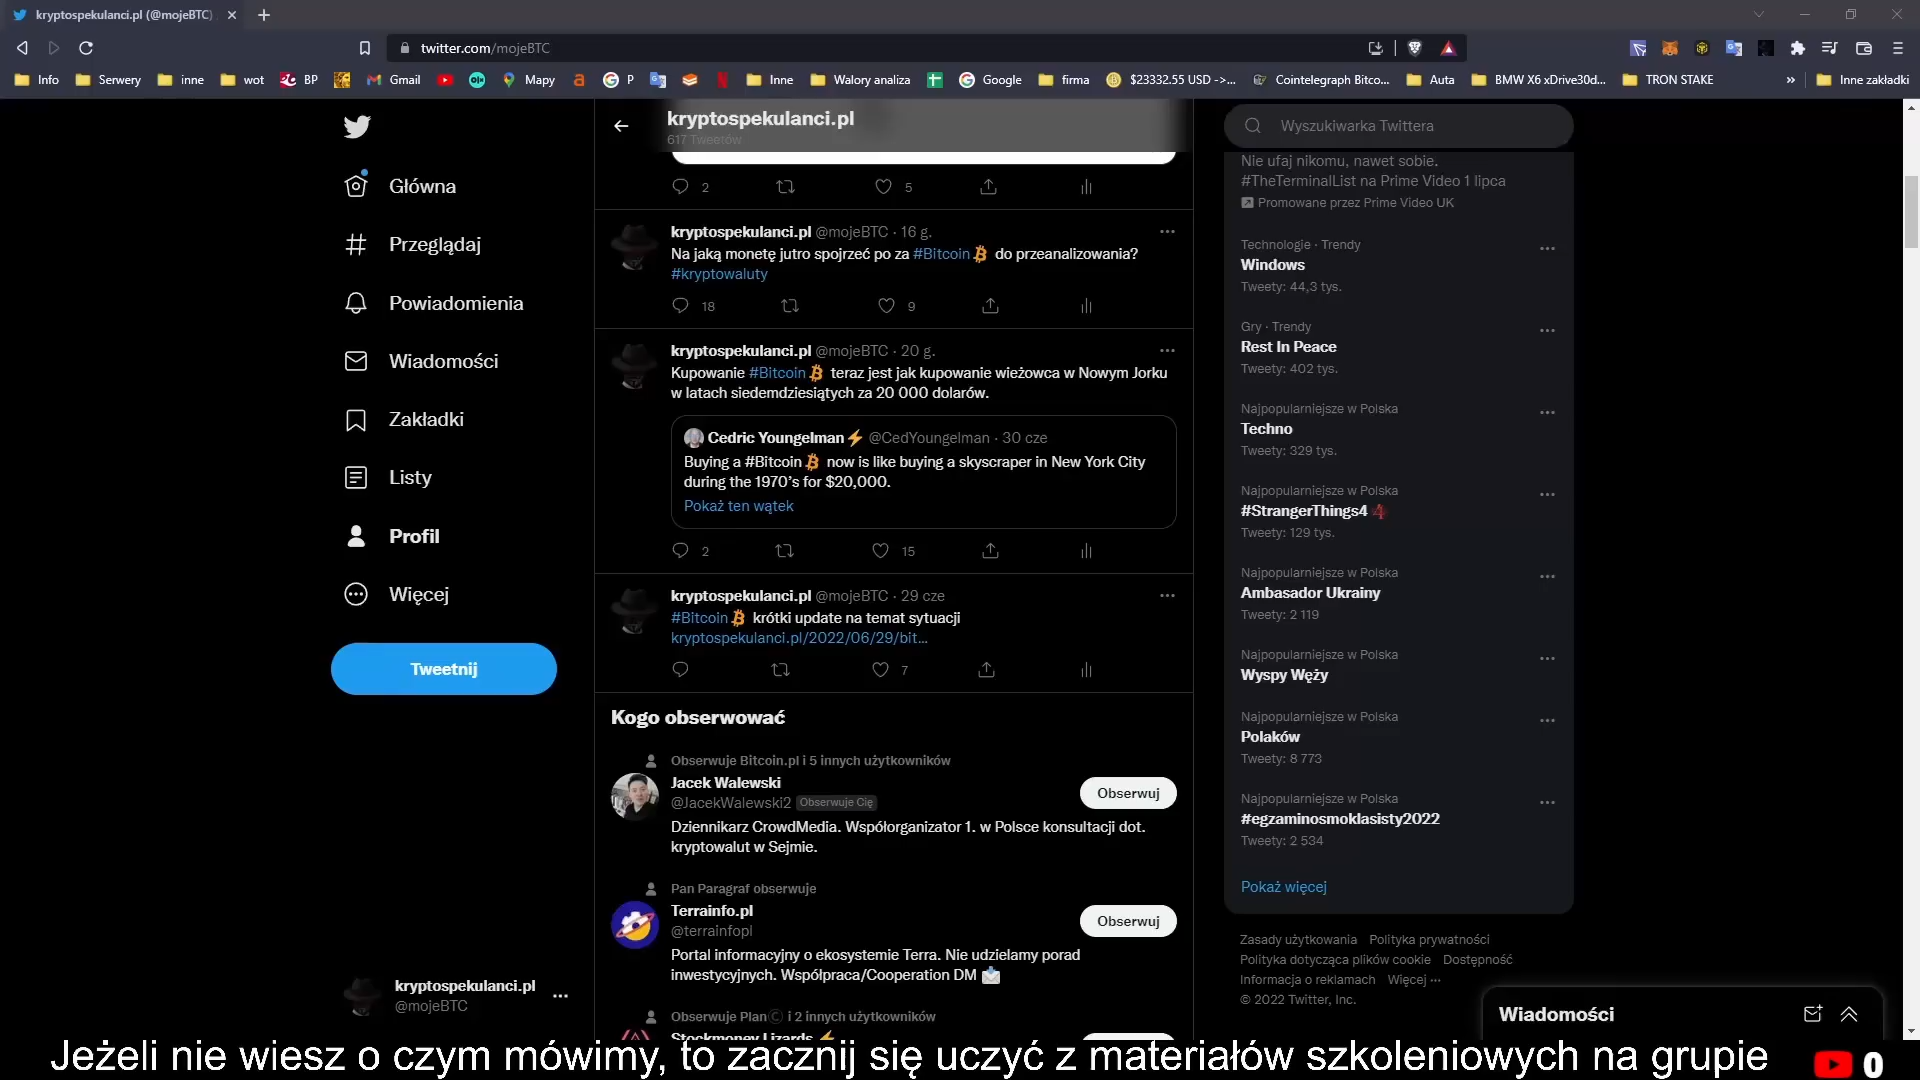 kryptospekulanci.pl (@mojeBTC)
twitter.com/mojeBTC
Info
Serwery
inne
wot
BP
Gmail
Mapy
P
Inne
Walory analiza
Google
firma
$23332.55 USD ->...
Cointelegraph Bitco...
Auta
BMW X6 xDrive30d...
TRON STAKE
»
Inne zakładki
Główna
Przeglądaj
Powiadomienia
Wiadomości
Zakładki
Listy
Profil
Więcej
Tweetnij
kryptospekulanci.pl
@mojeBTC
kryptospekulanci.pl
617 Tweetów
2 5
kryptospekulanci.pl @mojeBTC · 16 g.
Na jaką monetę jutro spojrzeć po za #Bitcoin do przeanalizowania?
#kryptowaluty
18 9
kryptospekulanci.pl @mojeBTC · 20 g.
Kupowanie #Bitcoin teraz jest jak kupowanie wieżowca w Nowym Jorku
w latach siedemdziesiątych za 20 000 dolarów.
Cedric Youngelman⚡ @CedYoungelman · 30 cze
Buying a #Bitcoin now is like buying a skyscraper in New York City
during the 1970's for $20,000.
Pokaż ten wątek
2 15
kryptospekulanci.pl @mojeBTC · 29 cze
#Bitcoin krótki update na temat sytuacji
kryptospekulanci.pl/2022/06/29/bit...
7
Kogo obserwować
Obserwuje Bitcoin.pl i 5 innych użytkowników
Jacek Walewski
@JacekWalewski2 Obserwuje Cię
Obserwuj
Dziennikarz CrowdMedia. Współorganizator 1. w Polsce konsultacji dot.
kryptowalut w Sejmie.
Pan Paragraf obserwuje
Terrainfo.pl
@terrainfopl
Obserwuj
Portal informacyjny o ekosystemie Terra. Nie udzielamy porad
inwestycyjnych. Współpraca/Cooperation DM
Obserwuje PlanⒸ i 2 innych użytkowników
Stockmoney Lizards ⚡
Wyszukiwarka Twittera
Nie ufaj nikomu, nawet sobie.
#TheTerminalList na Prime Video 1 lipca
Promowane przez Prime Video UK
Technologie · Trendy
Windows
Tweety: 44,3 tys.
Gry · Trendy
Rest In Peace
Tweety: 402 tys.
Najpopularniejsze w Polska
Techno
Tweety: 329 tys.
Najpopularniejsze w Polska
#StrangerThings4
Tweety: 129 tys.
Najpopularniejsze w Polska
Ambasador Ukrainy
Tweety: 2 119
Najpopularniejsze w Polska
Wyspy Węży
Najpopularniejsze w Polska
Polaków
Tweety: 8 773
Najpopularniejsze w Polska
#egzaminosmoklasisty2022
Tweety: 2 534
Pokaż więcej
Zasady użytkowania Polityka prywatności
Polityka dotycząca plików cookie Dostępność
Informacja o reklamach Więcej ···
© 2022 Twitter, Inc.
Wiadomości
Jeżeli nie wiesz o czym mówimy, to zacznij się uczyć z materiałów szkoleniowych na grupie
0